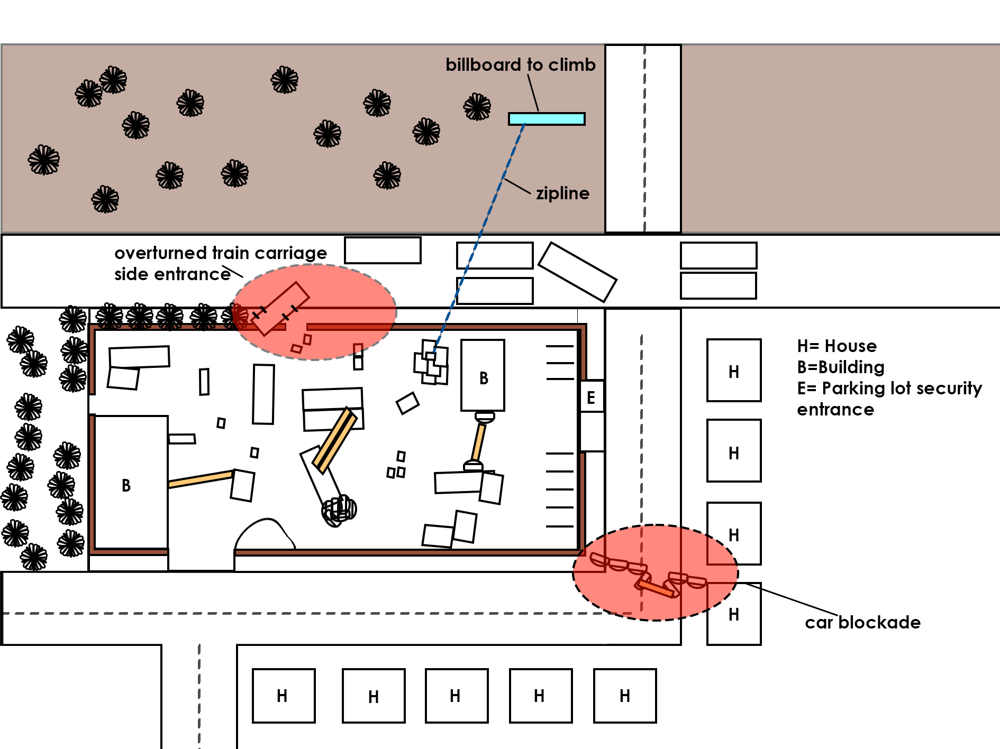 billboard to climb
zipline
overturned train carriage
side entrance
H= House
B=Building
E= Parking lot security
entrance
B
E
H
H
B
H
H
car blockade
H
H
H
H
H